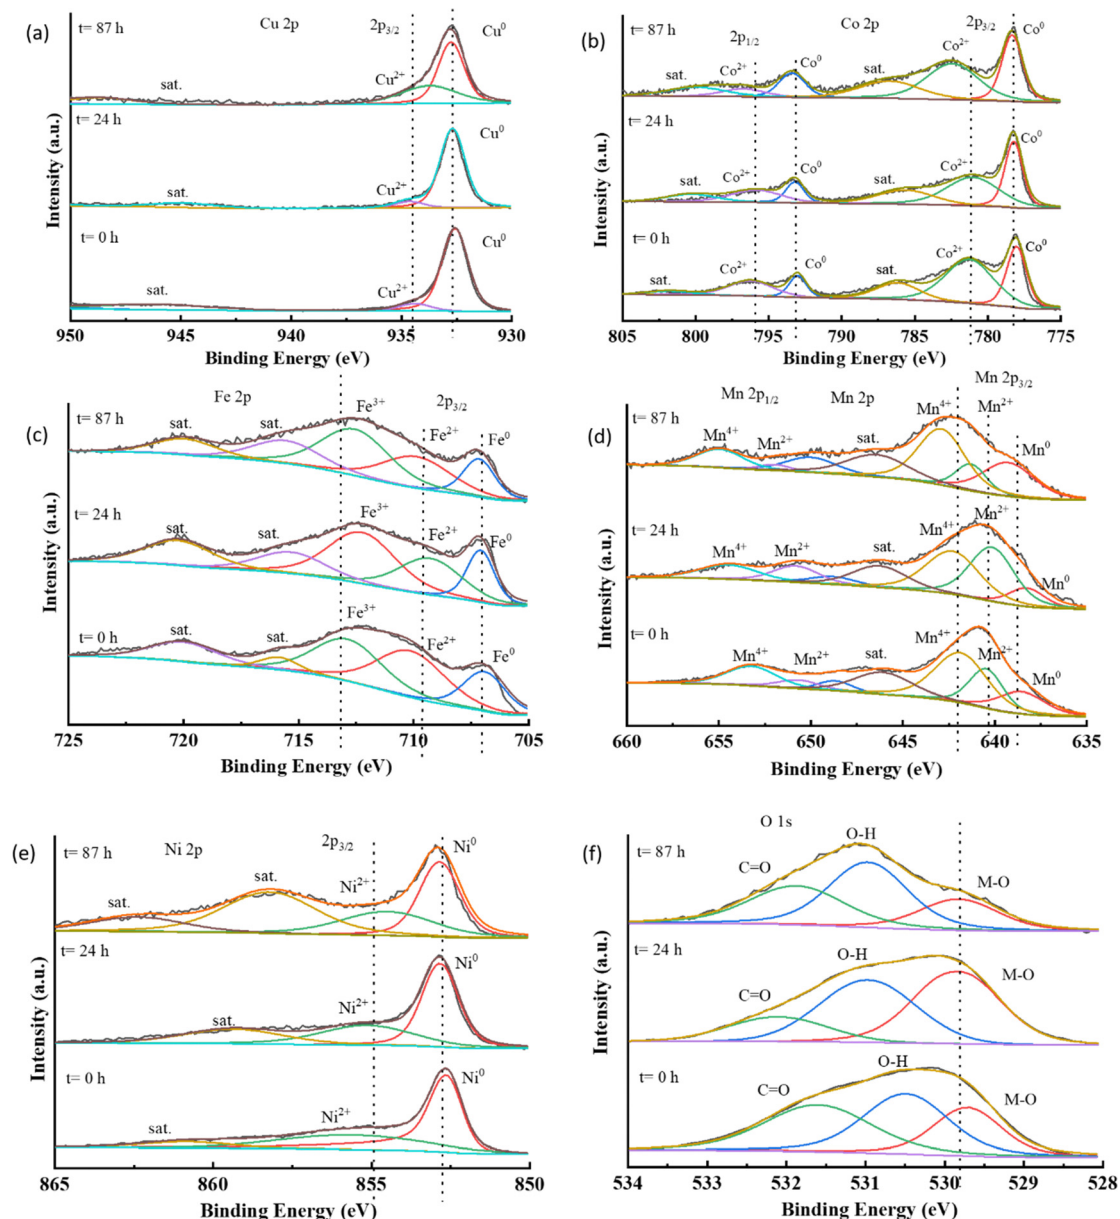 (a)
t= 87 h
Cu 2p
2p3/2
Cu0
Cu2+
sat.
t= 24 h
Cu0
Cu2+
sat.
t= 0 h
Cu0
Cu2+
sat.
950 945 940 935 930
Binding Energy (eV)
Intensity (a.u.)
(b)
t= 87 h
Co 2p
2p1/2
2p3/2
sat.
Co2+
Co0
sat.
Co2+
Co0
t= 24 h
sat.
Co2+
Co0
sat.
Co2+
Co0
t= 0 h
sat.
Co2+
Co0
sat.
Co2+
Co0
805 800 795 790 785 780 775
Binding Energy (eV)
Intensity (a.u.)
(c)
Fe 2p
2p3/2
t= 87 h
sat.
sat.
Fe3+
Fe2+
Fe0
t= 24 h
sat.
sat.
Fe3+
Fe2+
Fe0
t= 0 h
sat.
sat.
Fe3+
Fe2+
Fe0
725 720 715 710 705
Binding Energy (eV)
Intensity (a.u.)
(d)
Mn 2p1/2
Mn 2p
Mn 2p3/2
t= 87 h
Mn4+
Mn2+
sat.
Mn4+
Mn2+
Mn0
t= 24 h
Mn4+
Mn2+
sat.
Mn4+
Mn2+
Mn0
t= 0 h
Mn4+
Mn2+
sat.
Mn4+
Mn2+
Mn0
660 655 650 645 640 635
Binding Energy (eV)
Intensity (a.u.)
(e)
t= 87 h
Ni 2p
2p3/2
sat.
sat.
Ni2+
Ni0
t= 24 h
sat.
Ni2+
Ni0
t= 0 h
sat.
Ni2+
Ni0
865 860 855 850
Binding Energy (eV)
Intensity (a.u.)
(f)
O 1s
t= 87 h
C=O
O-H
M-O
t= 24 h
C=O
O-H
M-O
t= 0 h
C=O
O-H
M-O
534 533 532 531 530 529 528
Binding Energy (eV)
Intensity (a.u.)